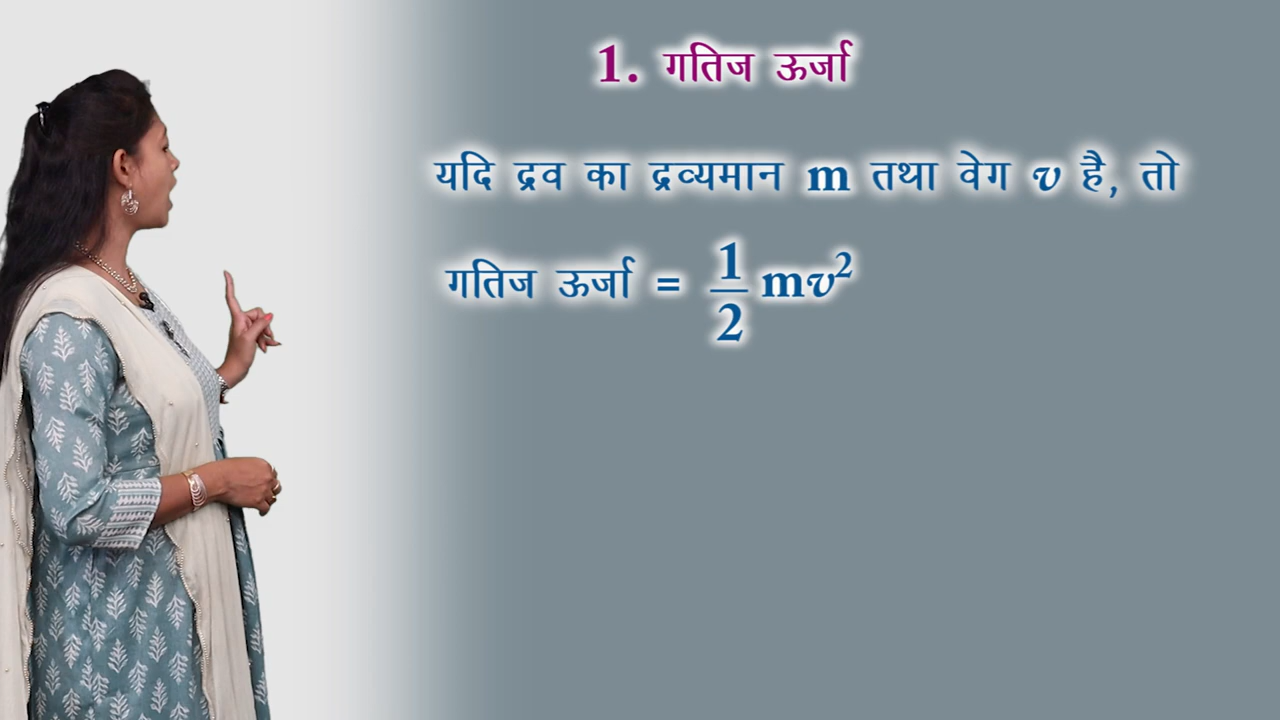 1. गतिज ऊर्जा
यदि द्रव का द्रव्यमान m तथा वेग v है, तो
गतिज ऊर्जा = 1/2 mv²